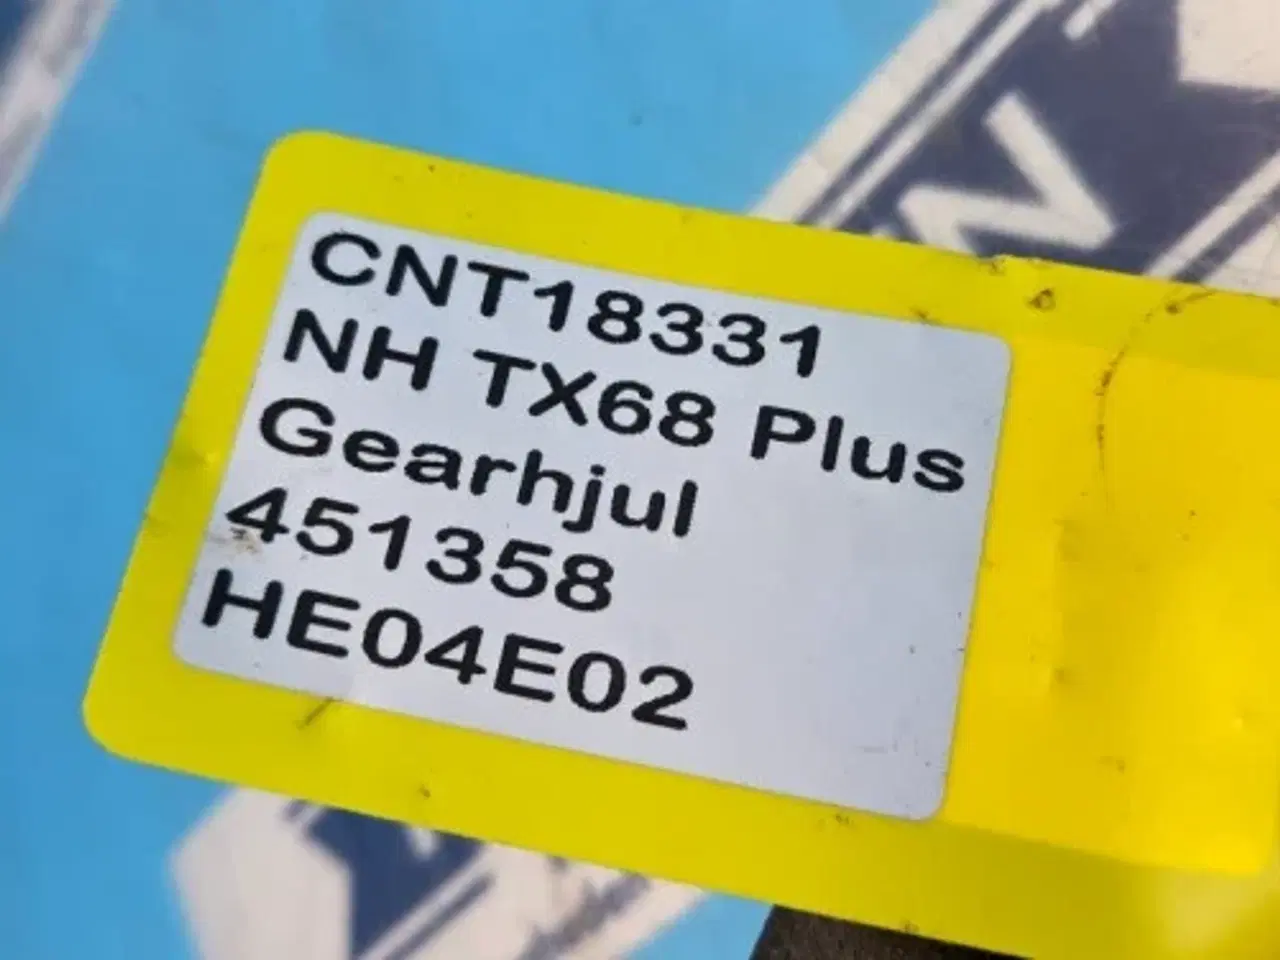 N
CNT18331
NH TX68 Plus
Gearhjul
451358
HE04E02